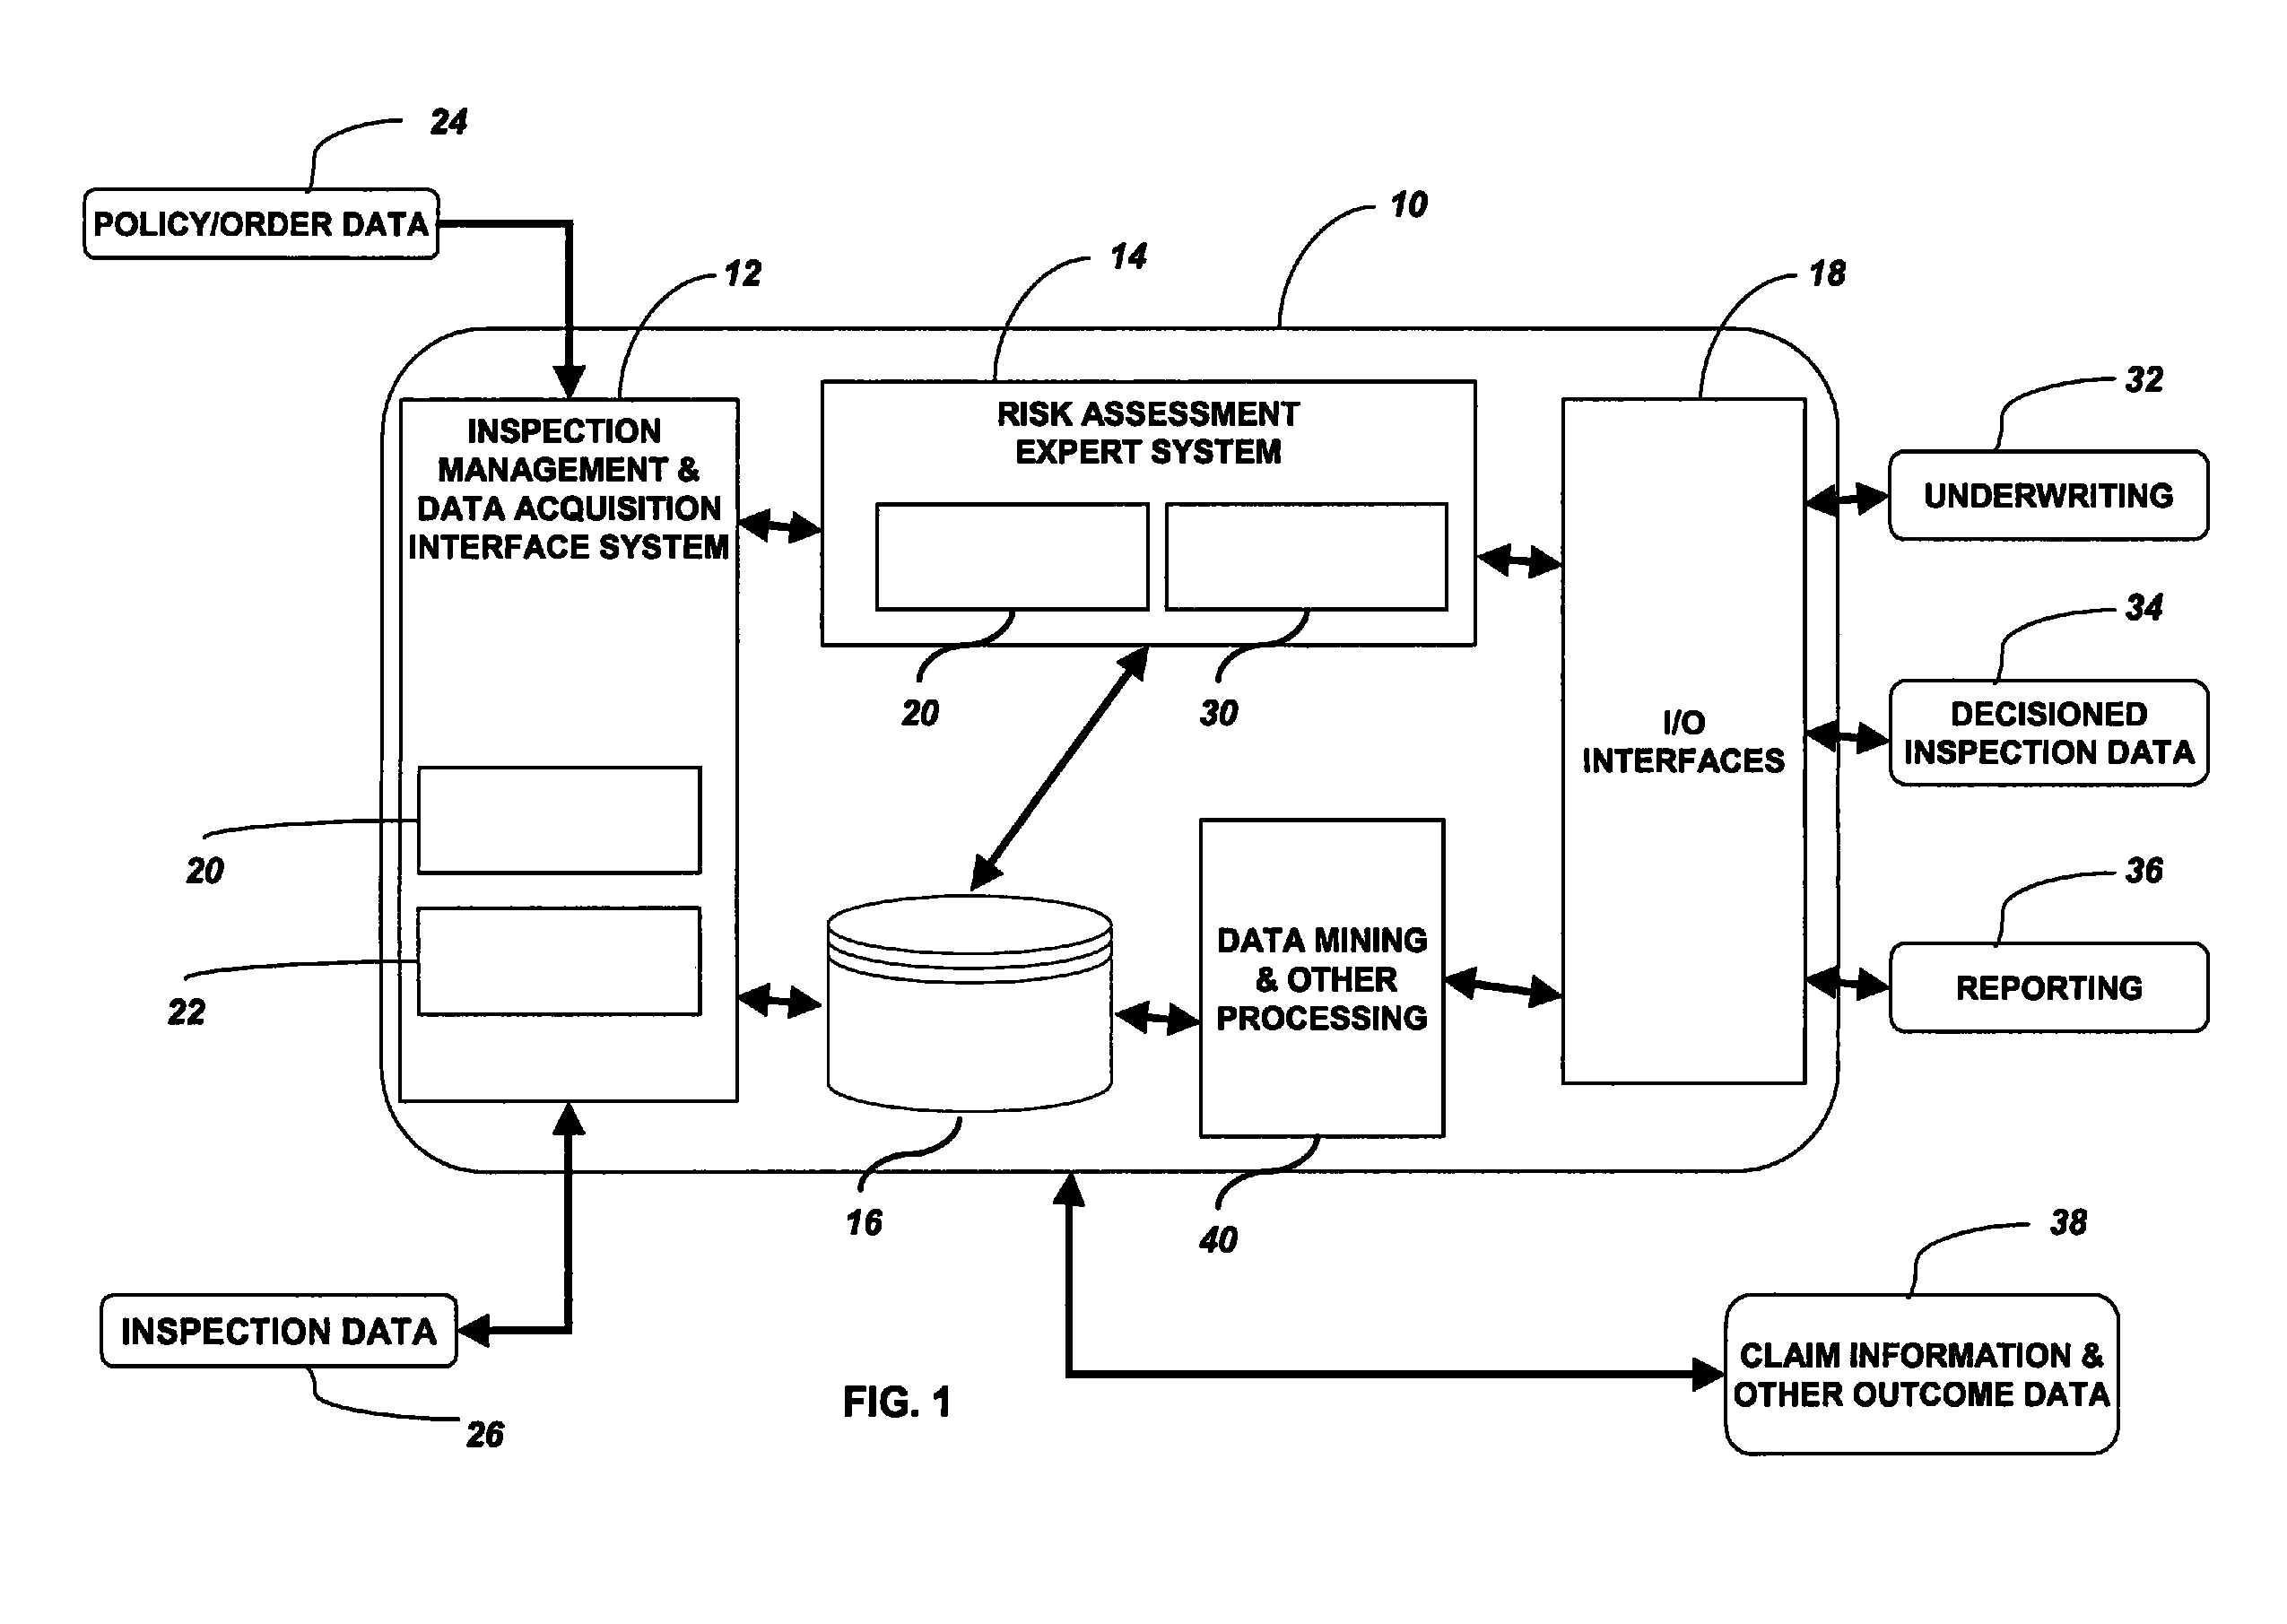 24
POLICY/ORDER DATA
10
14
12
18
32
RISK ASSESSMENT
EXPERT SYSTEM
INSPECTION
MANAGEMENT &
DATA ACQUISITION
INTERFACE SYSTEM
UNDERWRITING
34
20
30
I/O
INTERFACES
DECISIONED
INSPECTION DATA
20
36
22
DATA MINING
& OTHER
PROCESSING
REPORTING
16
40
38
INSPECTION DATA
CLAIM INFORMATION &
OTHER OUTCOME DATA
FIG. 1
26